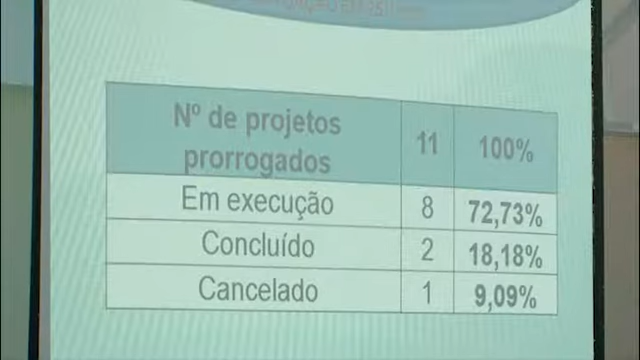 Nº de projetos 11 100%
prorrogados
Em execução 8 72,73%
Concluído 2 18,18%
Cancelado 1 9,09%